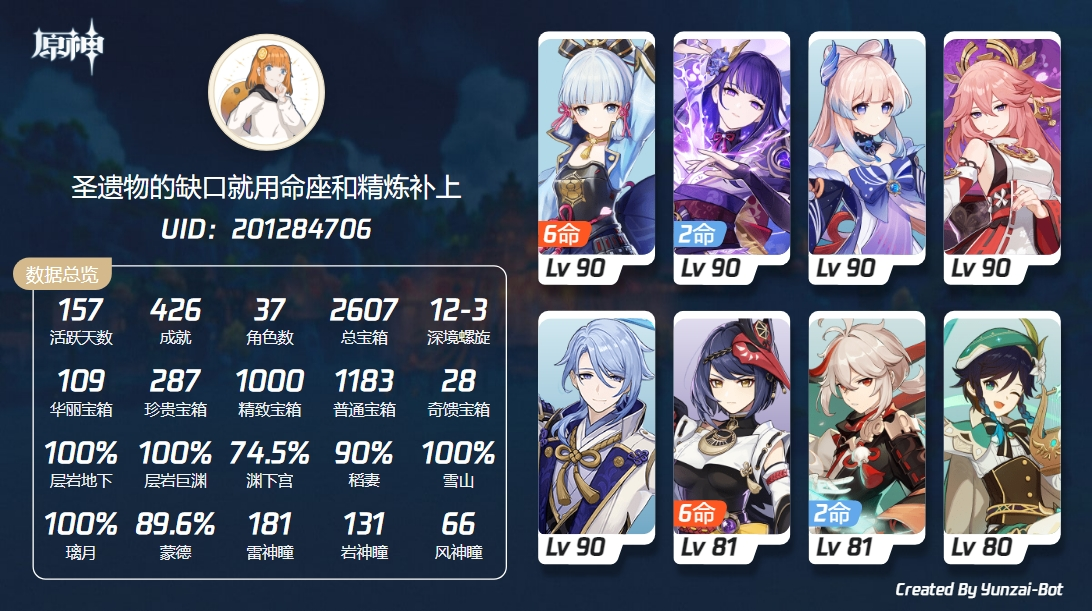 原神
圣遗物的缺口就用命座和精炼补上
UID：201284706
数据总览
157 426 37 2607 12-3
活跃天数 成就 角色数 总宝箱 深境螺旋
109 287 1000 1183 28
华丽宝箱 珍贵宝箱 精致宝箱 普通宝箱 奇馈宝箱
100% 100% 74.5% 90% 100%
层岩地下 层岩巨渊 渊下宫 稻妻 雪山
100% 89.6% 181 131 66
璃月 蒙德 雷神瞳 岩神瞳 风神瞳
6命 2命
Lv 90 Lv 90 Lv 90 Lv 90
6命 2命
Lv 90 Lv 81 Lv 81 Lv 80
Created By Yunzai-Bot